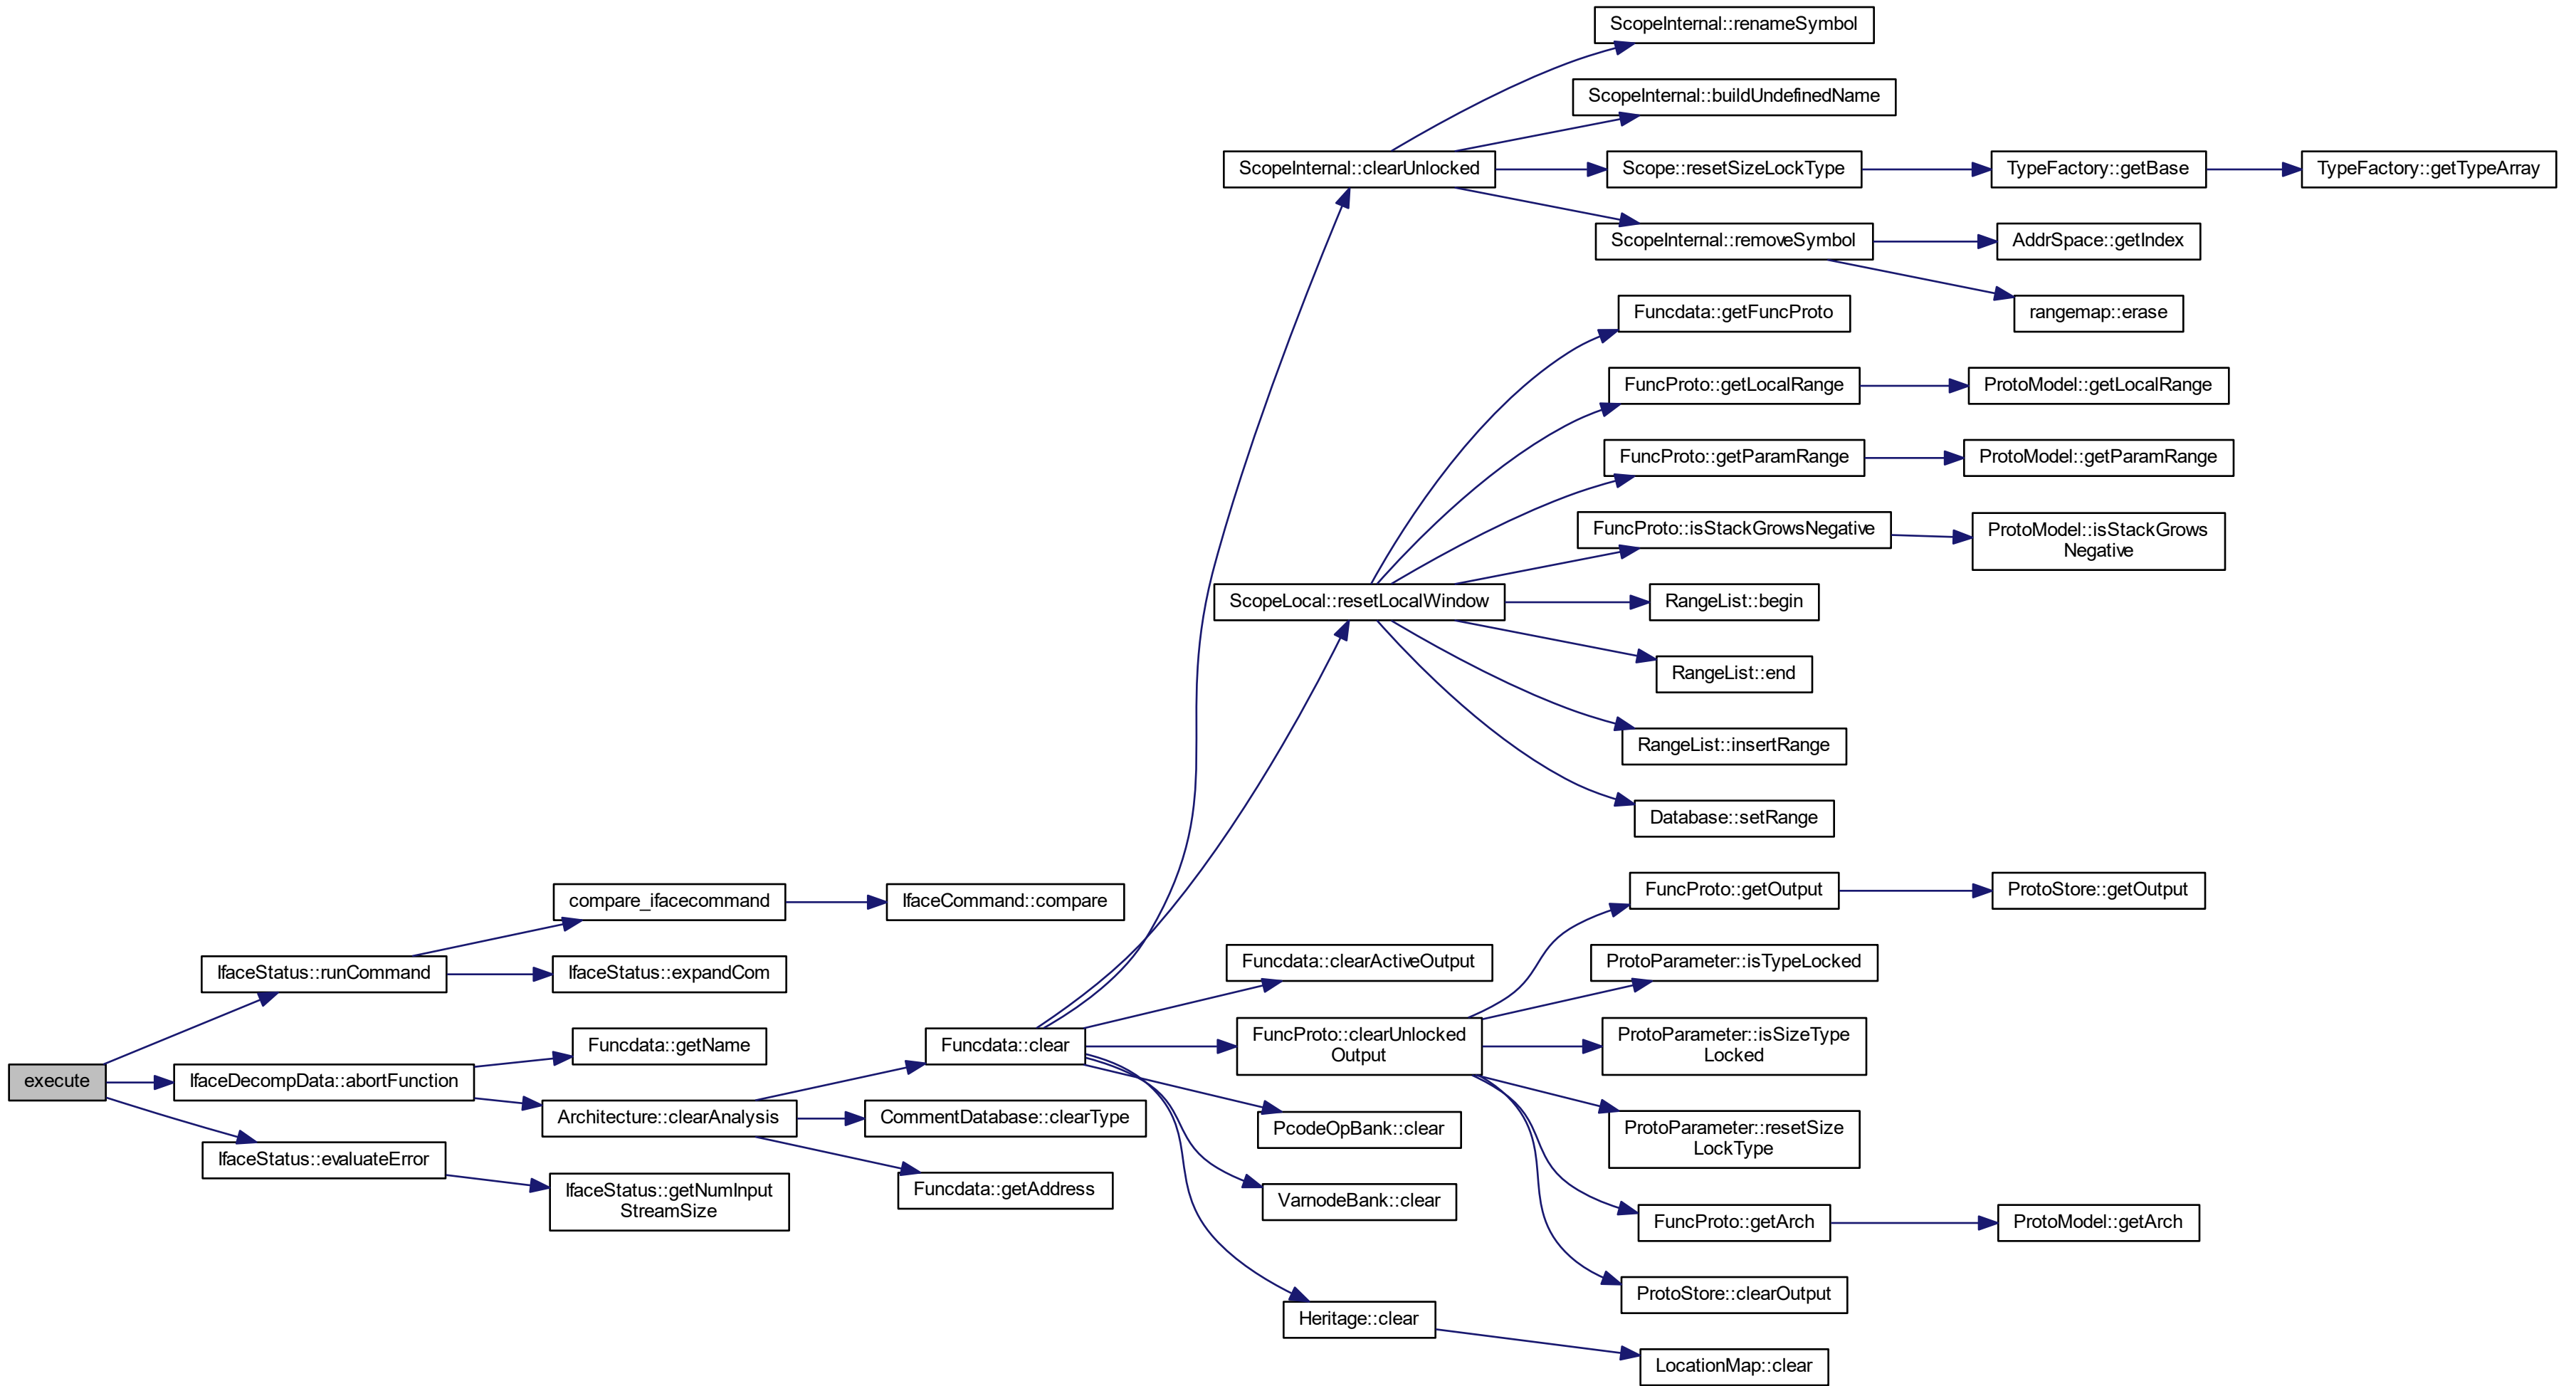 ScopeInternal::renameSymbol
ScopeInternal::buildUndefinedName
ScopeInternal::clearUnlocked
Scope::resetSizeLockType
TypeFactory::getBase
TypeFactory::getTypeArray
ScopeInternal::removeSymbol
AddrSpace::getIndex
rangemap::erase
Funcdata::getFuncProto
FuncProto::getLocalRange
ProtoModel::getLocalRange
FuncProto::getParamRange
ProtoModel::getParamRange
FuncProto::isStackGrowsNegative
ProtoModel::isStackGrows
Negative
ScopeLocal::resetLocalWindow
RangeList::begin
RangeList::end
RangeList::insertRange
Database::setRange
compare_ifacecommand
IfaceCommand::compare
FuncProto::getOutput
ProtoStore::getOutput
IfaceStatus::runCommand
IfaceStatus::expandCom
Funcdata::clearActiveOutput
ProtoParameter::isTypeLocked
Funcdata::getName
Funcdata::clear
FuncProto::clearUnlocked
Output
ProtoParameter::isSizeType
Locked
execute
IfaceDecompData::abortFunction
Architecture::clearAnalysis
CommentDatabase::clearType
PcodeOpBank::clear
ProtoParameter::resetSize
LockType
IfaceStatus::evaluateError
IfaceStatus::getNumInput
StreamSize
Funcdata::getAddress
VarnodeBank::clear
FuncProto::getArch
ProtoModel::getArch
ProtoStore::clearOutput
Heritage::clear
LocationMap::clear